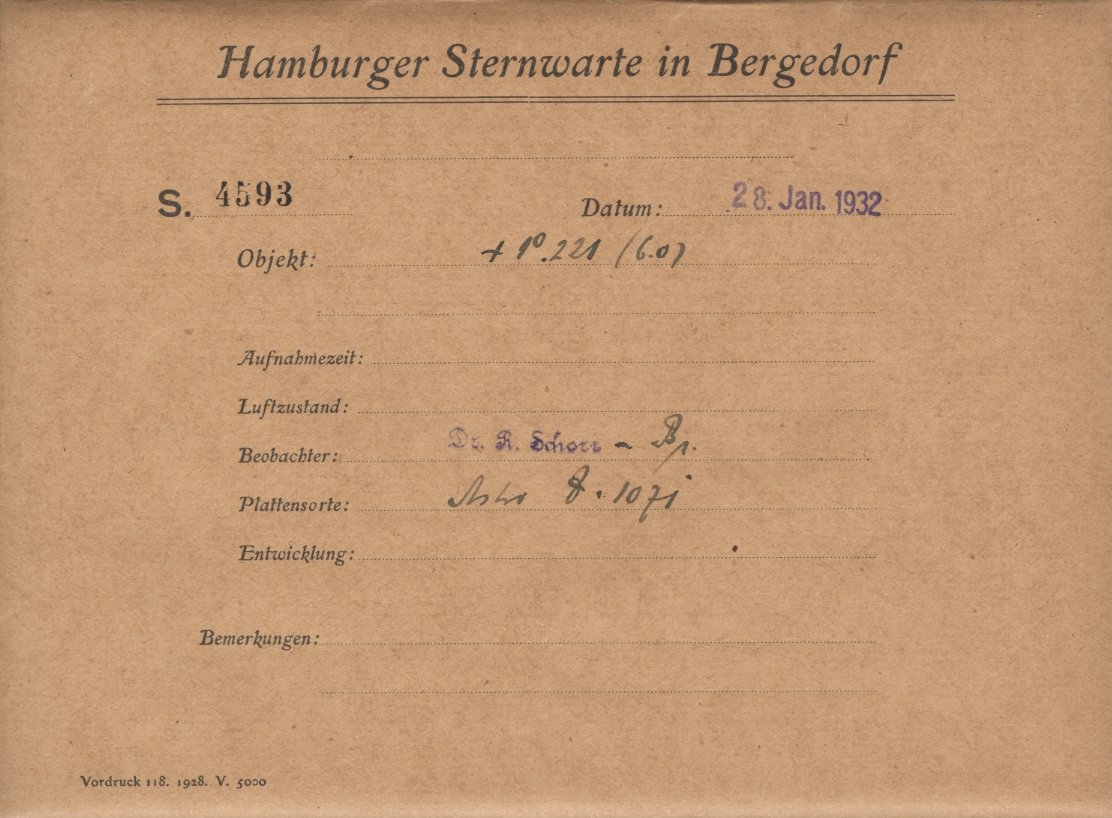 Hamburger Sternwarte in Bergedorf
S. 4593 Datum: 28. Jan. 1932
Objekt: + 1°.221 (6.0)
Aufnahmezeit:
Luftzustand:
Beobachter: Dr. R. Schorr –
Plattensorte: Astro
Entwicklung:
Bemerkungen:
Vordruck 118. 1928. V. 5000